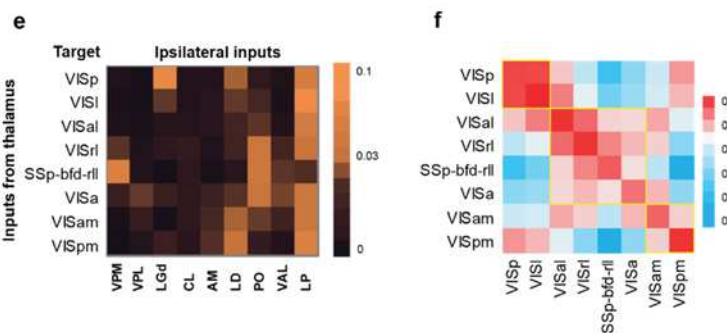 e
Target Ipsilateral inputs
Inputs from thalamus
VISp
VISl
VISal
VISrl
SSp-bfd-rll
VISa
VISam
VISpm
VPM VPL LGd CL AM LD PO VAL LP
0.1
0.03
0
f
VISp
VISl
VISal
VISrl
SSp-bfd-rll
VISa
VISam
VISpm
VISp VISl VISal VISrl SSp-bfd-rll VISa VISam VISpm